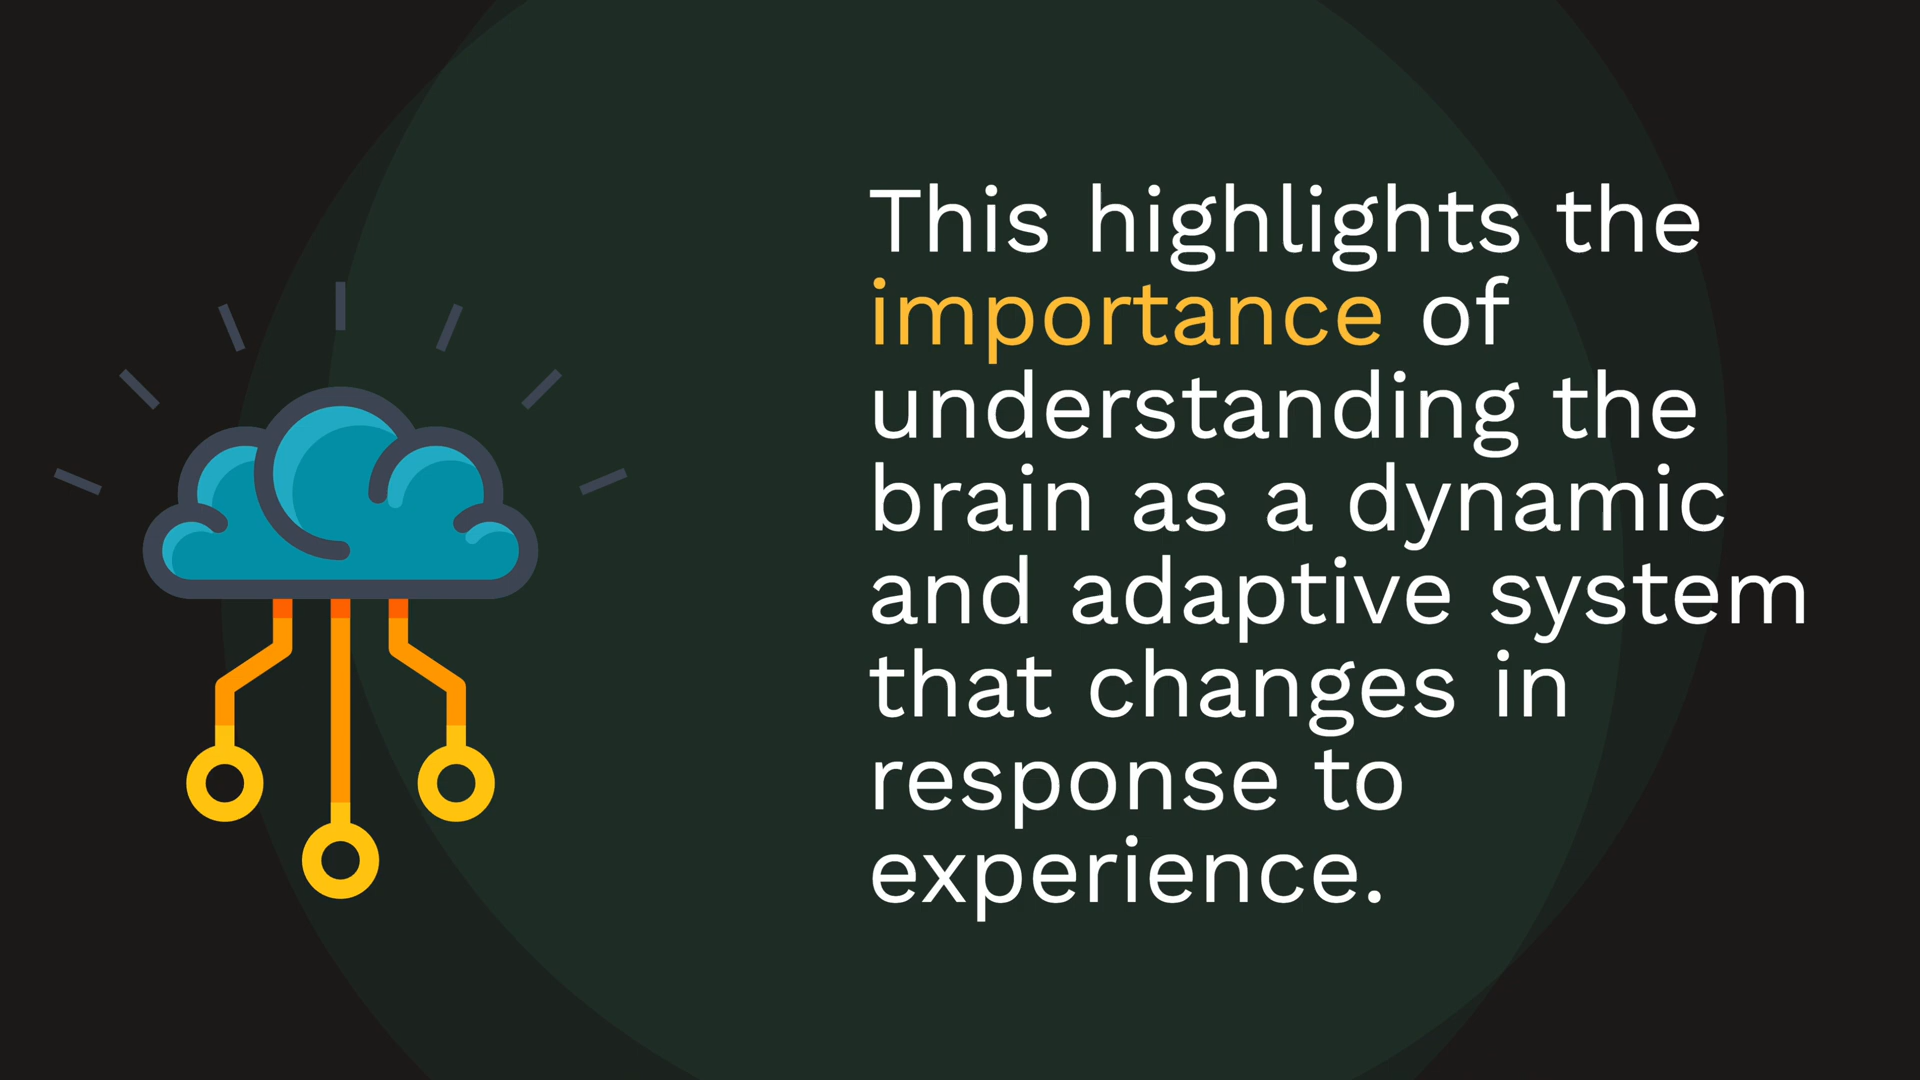 This highlights the
importance of
understanding the
brain as a dynamic
and adaptive system
that changes in
response to
experience.